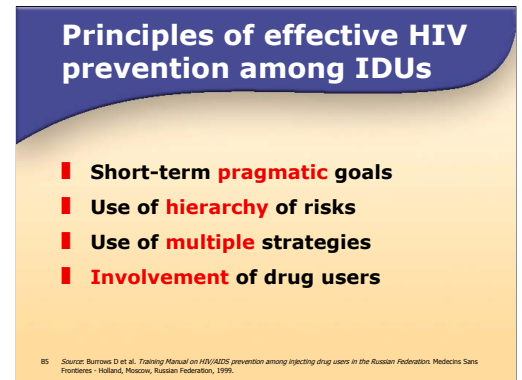 Principles of effective HIV
prevention among IDUs
Short-term pragmatic goals
Use of hierarchy of risks
Use of multiple strategies
Involvement of drug users
B5 Source: Burrows D et al. Training Manual on HIV/AIDS prevention among injecting drug users in the Russian Federation. Medecins Sans
Frontieres - Holland, Moscow, Russian Federation, 1999.